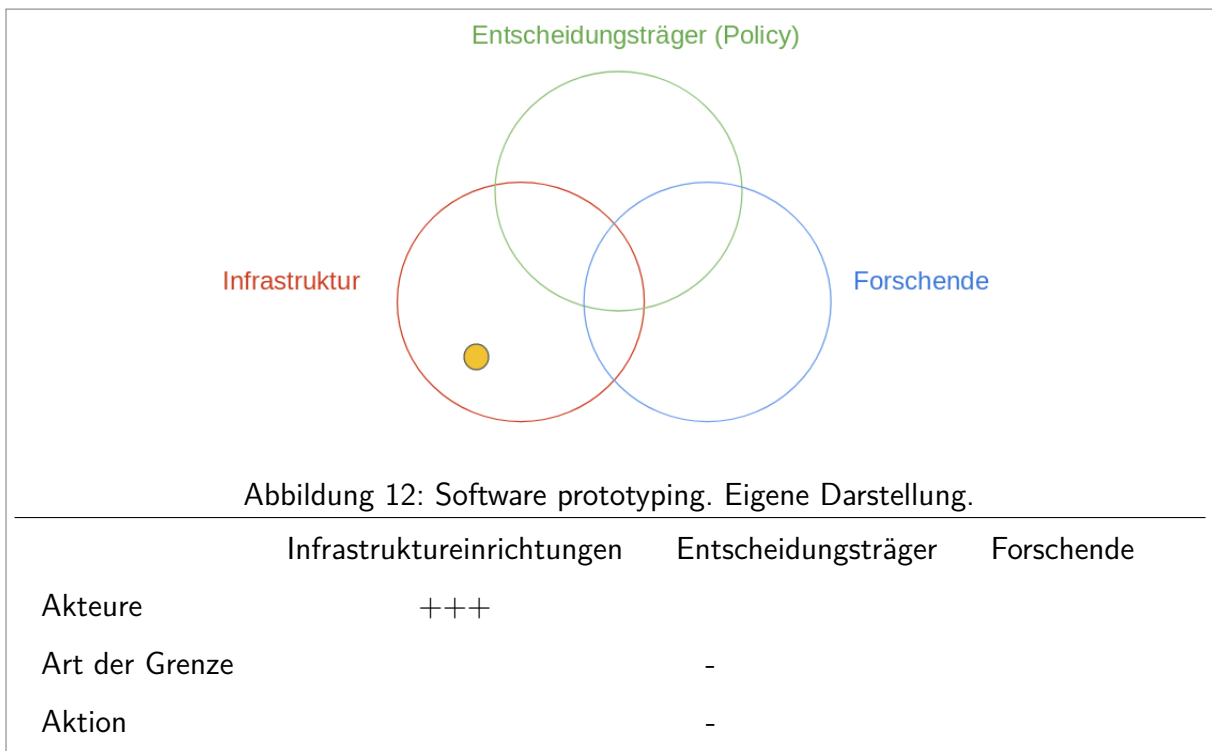 Entscheidungsträger (Policy)
Infrastruktur
Forschende
Abbildung 12: Software prototyping. Eigene Darstellung.
Infrastruktureinrichtungen Entscheidungsträger Forschende
Akteure +++
Art der Grenze -
Aktion -